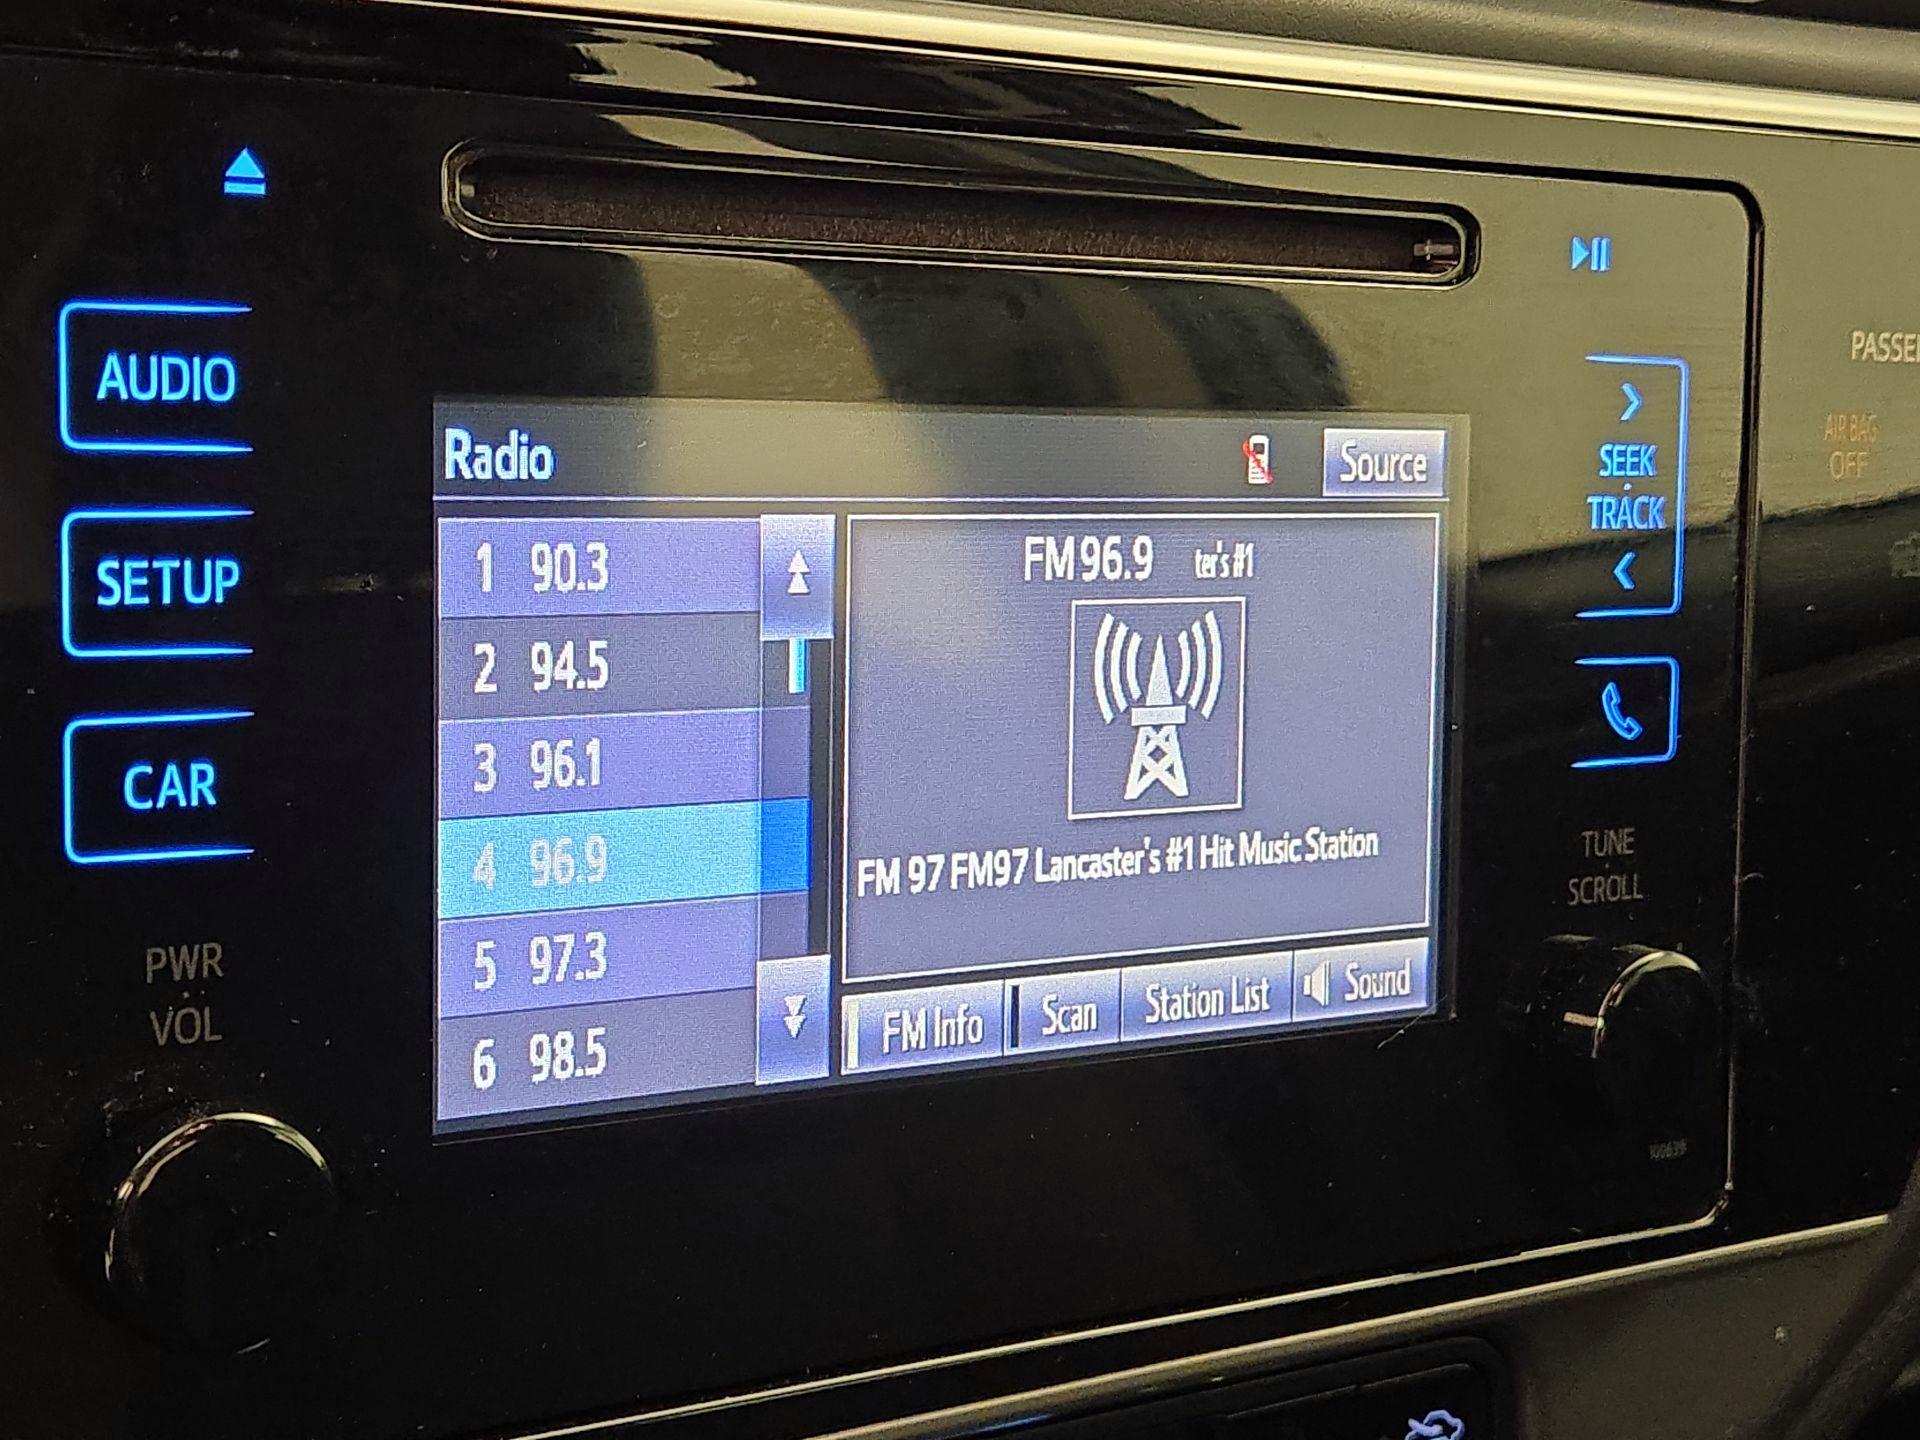 AUDIO
SETUP
CAR
PWR
VOL
Radio
Source
1 90.3
2 94.5
3 96.1
4 96.9
5 97.3
6 98.5
FM 96.9 ter's #1
FM 97 FM97 Lancaster's #1 Hit Music Station
FM Info
Scan
Station List
Sound
SEEK
TRACK
TUNE
SCROLL
100639
PASSE
AIR BAG
OFF